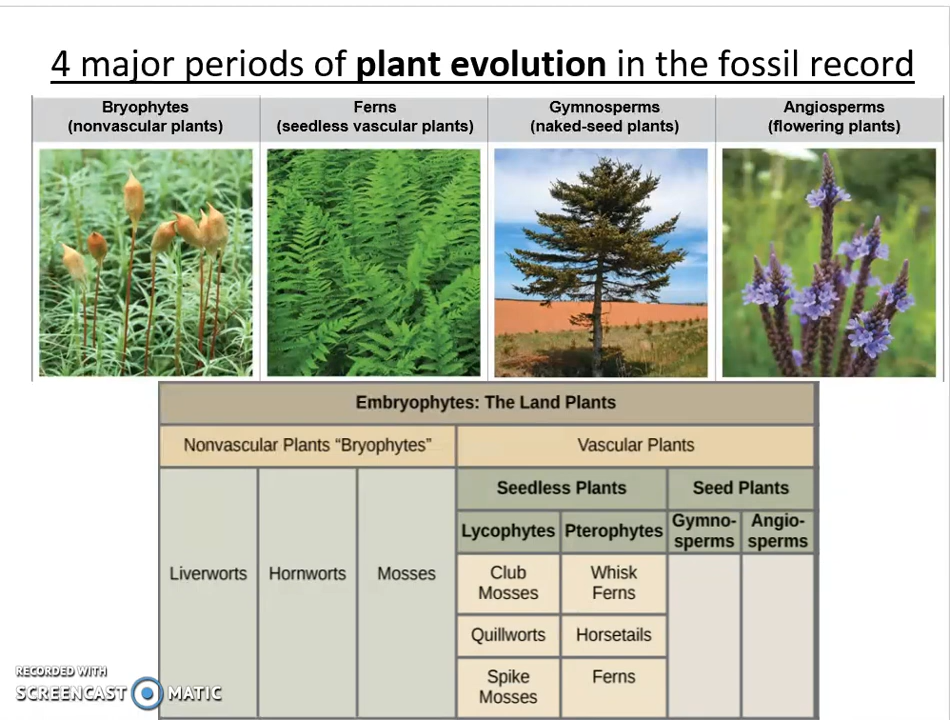 4 major periods of plant evolution in the fossil record
Bryophytes
(nonvascular plants)
Ferns
(seedless vascular plants)
Gymnosperms
(naked-seed plants)
Angiosperms
(flowering plants)
Embryophytes: The Land Plants
Nonvascular Plants “Bryophytes”
Vascular Plants
Seedless Plants
Seed Plants
Lycophytes
Pterophytes
Gymno-
sperms
Angio-
sperms
Liverworts
Hornworts
Mosses
Club
Mosses
Whisk
Ferns
Quillworts
Horsetails
Spike
Mosses
Ferns
RECORDED WITH
SCREENCAST MATIC